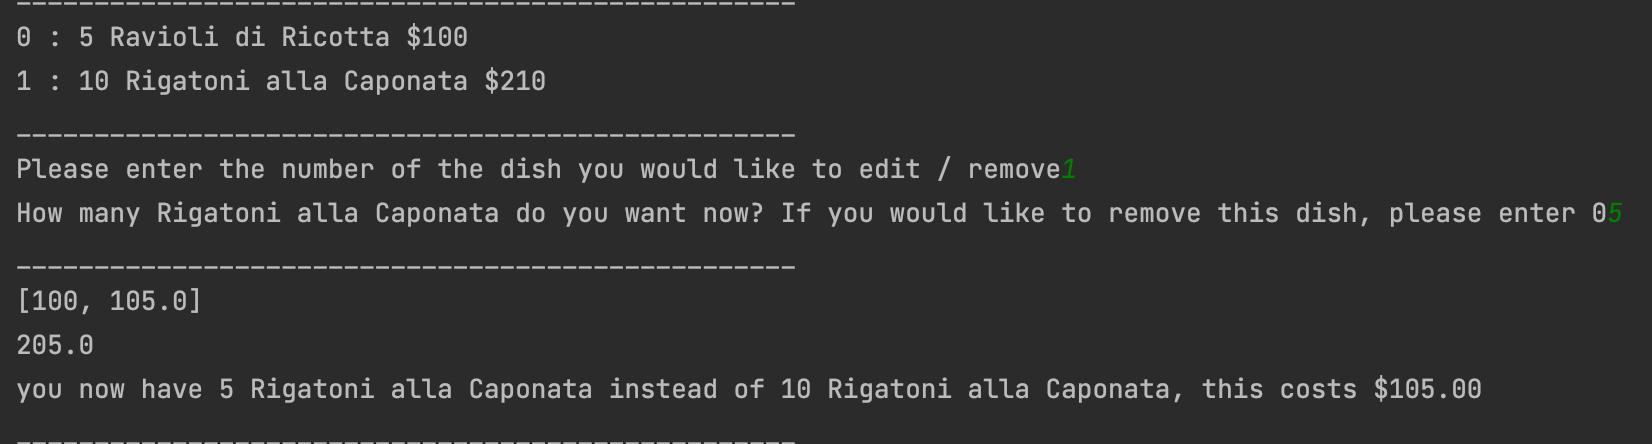 --------------------------------------------------
0 : 5 Ravioli di Ricotta $100
1 : 10 Rigatoni alla Caponata $210
--------------------------------------------------
Please enter the number of the dish you would like to edit / remove1
How many Rigatoni alla Caponata do you want now? If you would like to remove this dish, please enter 05
--------------------------------------------------
[100, 105.0]
205.0
you now have 5 Rigatoni alla Caponata instead of 10 Rigatoni alla Caponata, this costs $105.00
--------------------------------------------------